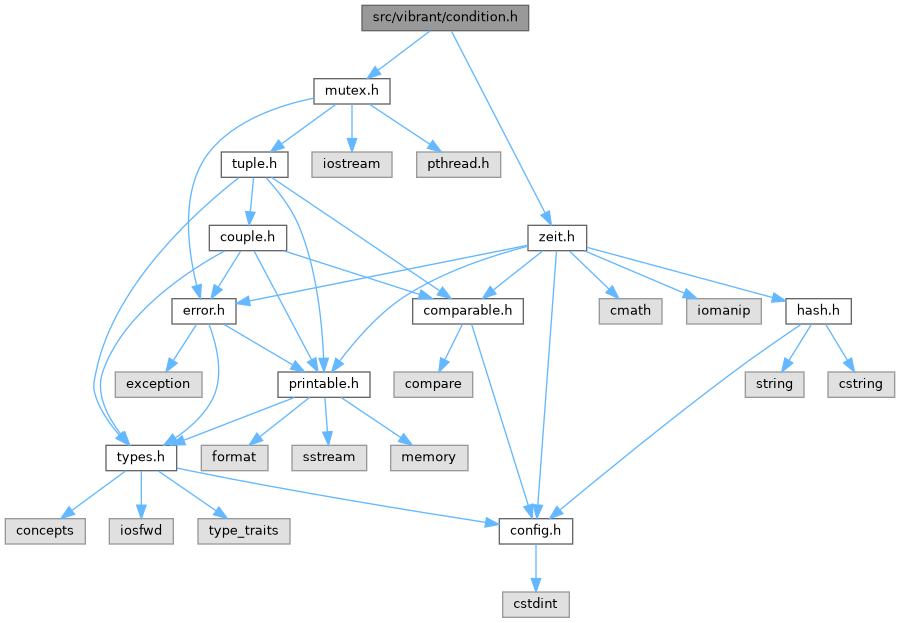 src/vibrant/condition.h
mutex.h
tuple.h
iostream
pthread.h
couple.h
zeit.h
error.h
comparable.h
cmath
iomanip
hash.h
exception
printable.h
compare
string
cstring
types.h
format
sstream
memory
concepts
iosfwd
type_traits
config.h
cstdint